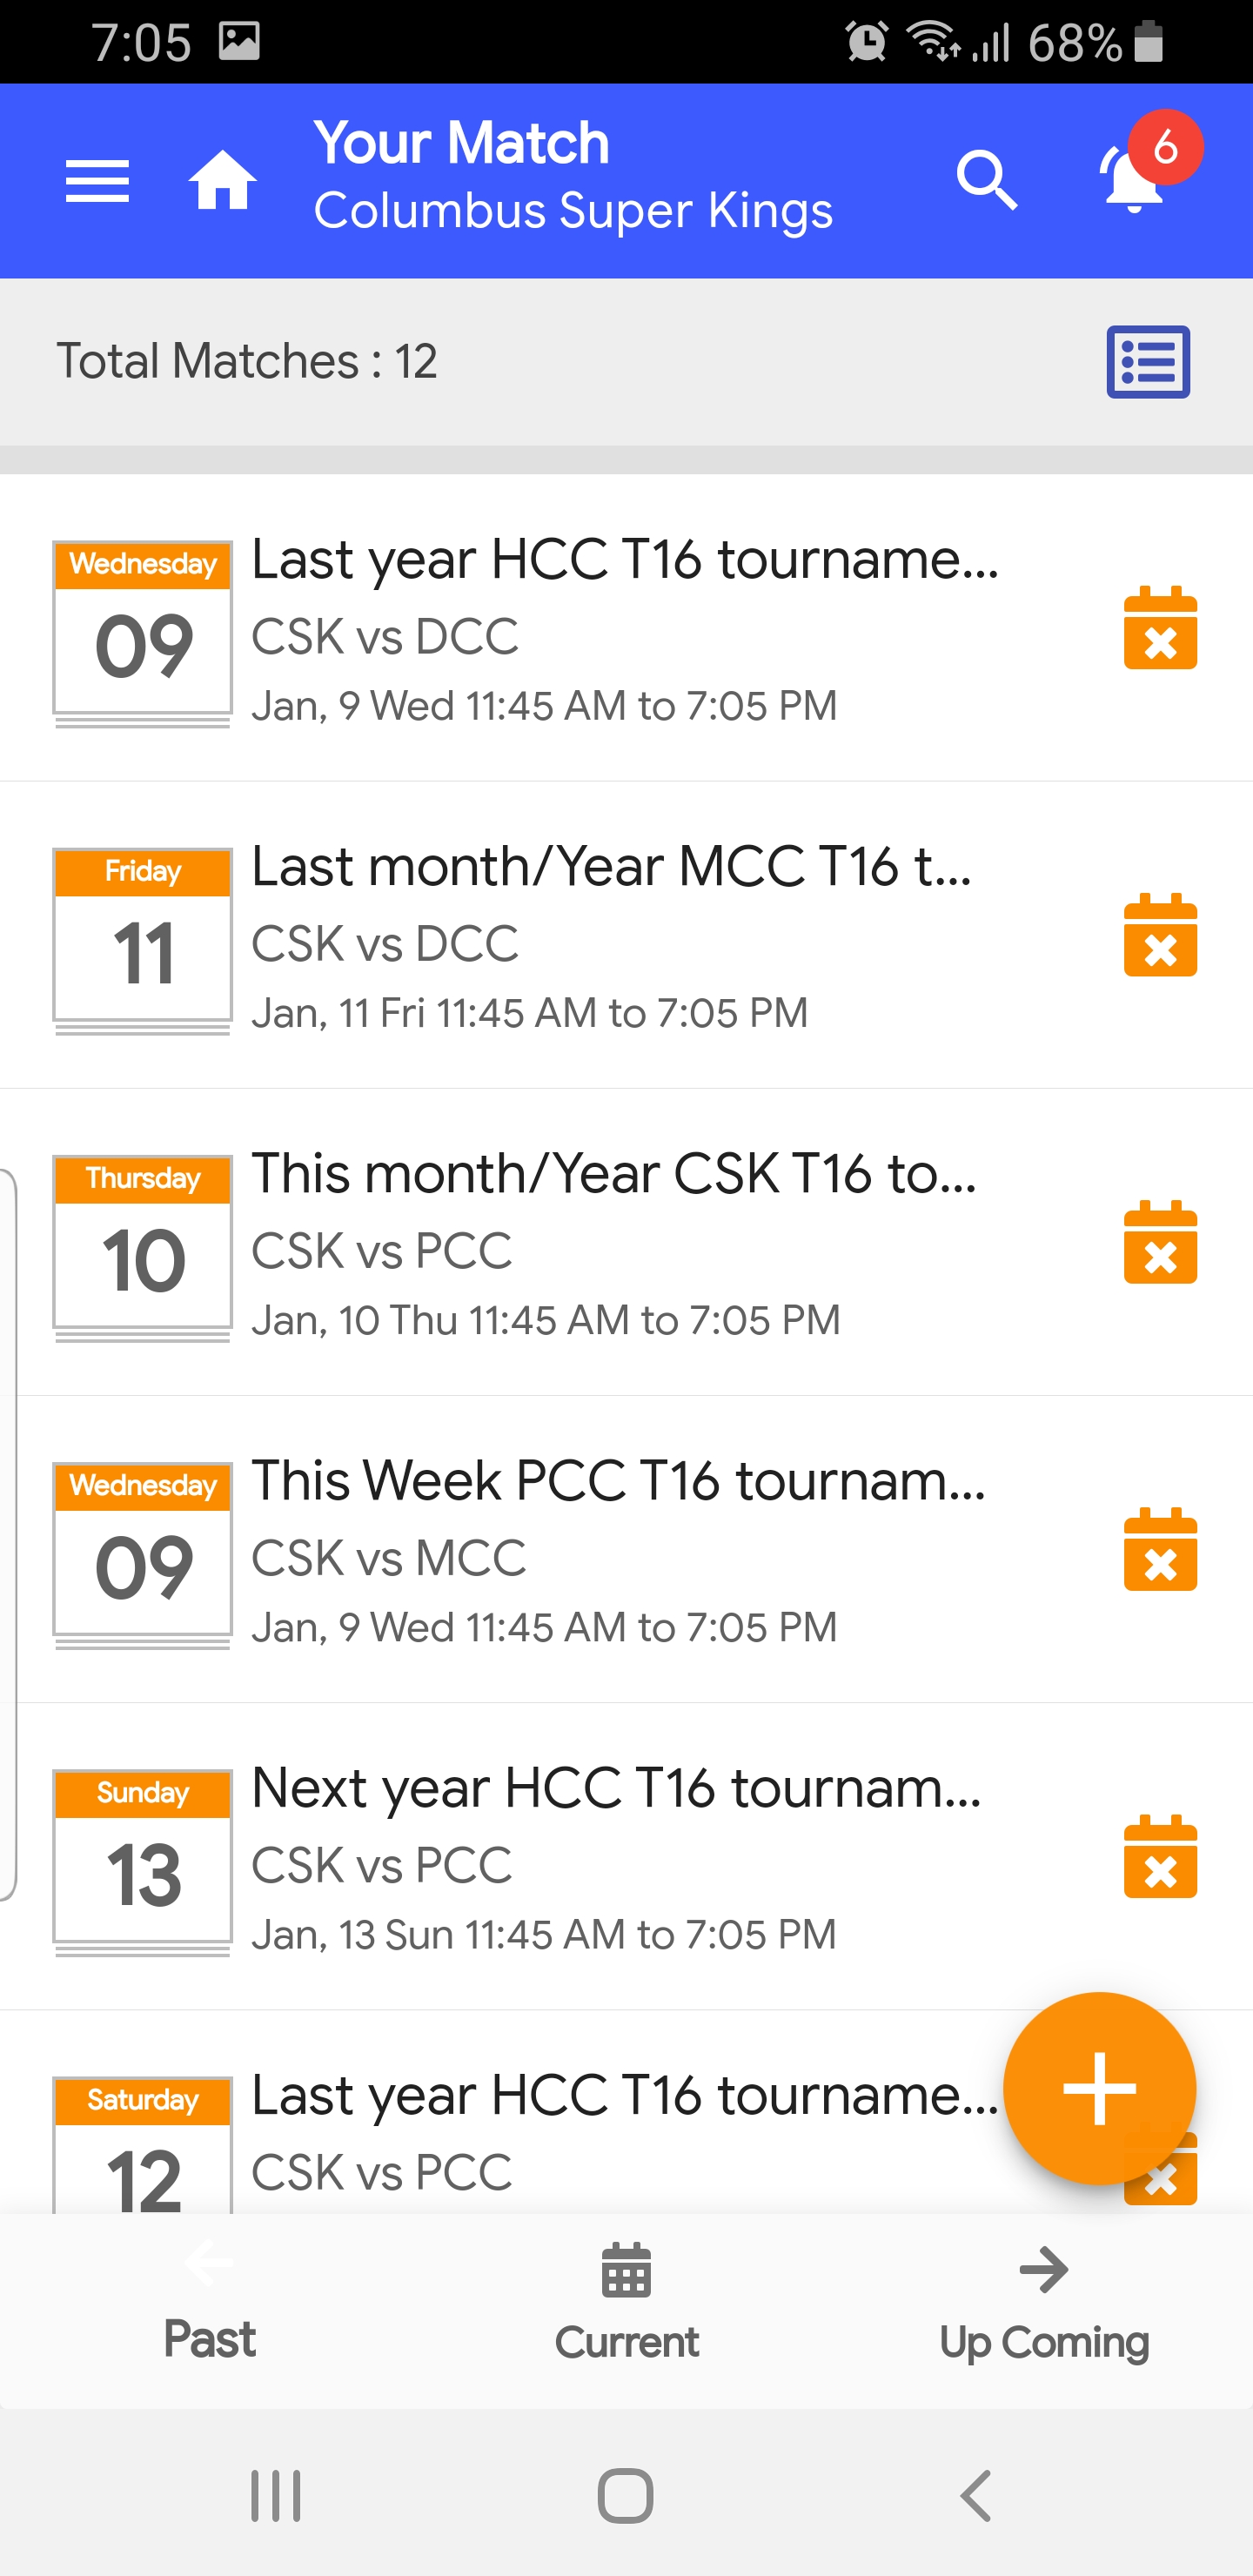 7:05 68%
Your Match
Columbus Super Kings
6
Total Matches : 12
Wednesday
09
Last year HCC T16 tourname...
CSK vs DCC
Jan, 9 Wed 11:45 AM to 7:05 PM
Friday
11
Last month/Year MCC T16 t...
CSK vs DCC
Jan, 11 Fri 11:45 AM to 7:05 PM
Thursday
10
This month/Year CSK T16 to...
CSK vs PCC
Jan, 10 Thu 11:45 AM to 7:05 PM
Wednesday
09
This Week PCC T16 tournam...
CSK vs MCC
Jan, 9 Wed 11:45 AM to 7:05 PM
Sunday
13
Next year HCC T16 tournam...
CSK vs PCC
Jan, 13 Sun 11:45 AM to 7:05 PM
Saturday
12
Last year HCC T16 tourname...
CSK vs PCC
Past Current Up Coming